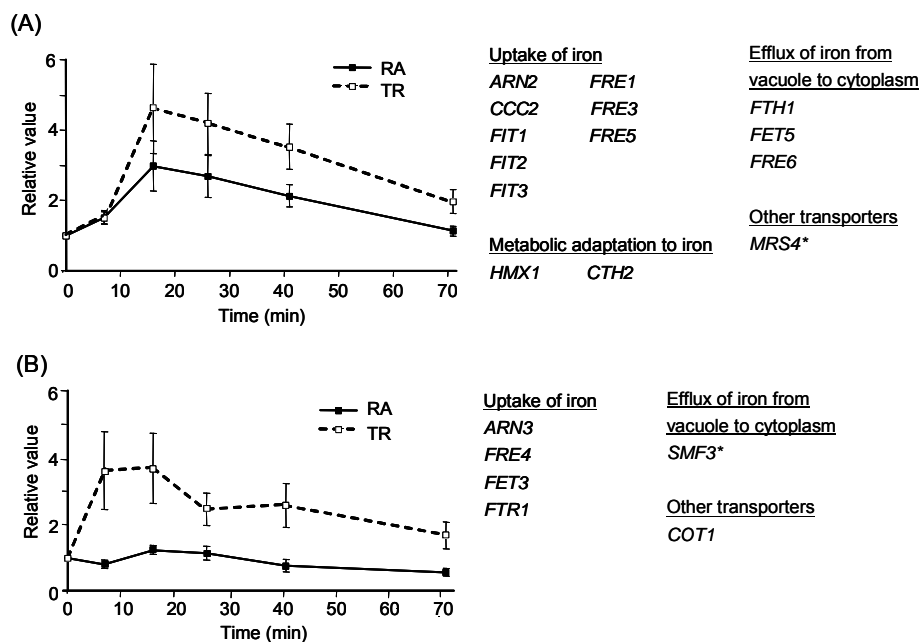 (A)
Relative value
6
4
2
0
0 10 20 30 40 50 60 70
Time (min)
RA
TR
Uptake of iron
ARN2 FRE1
CCC2 FRE3
FIT1 FRE5
FIT2
FIT3
Metabolic adaptation to iron
HMX1 CTH2
Efflux of iron from
vacuole to cytoplasm
FTH1
FET5
FRE6
Other transporters
MRS4*
(B)
Relative value
6
4
2
0
0 10 20 30 40 50 60 70
Time (min)
RA
TR
Uptake of iron
ARN3
FRE4
FET3
FTR1
Efflux of iron from
vacuole to cytoplasm
SMF3*
Other transporters
COT1